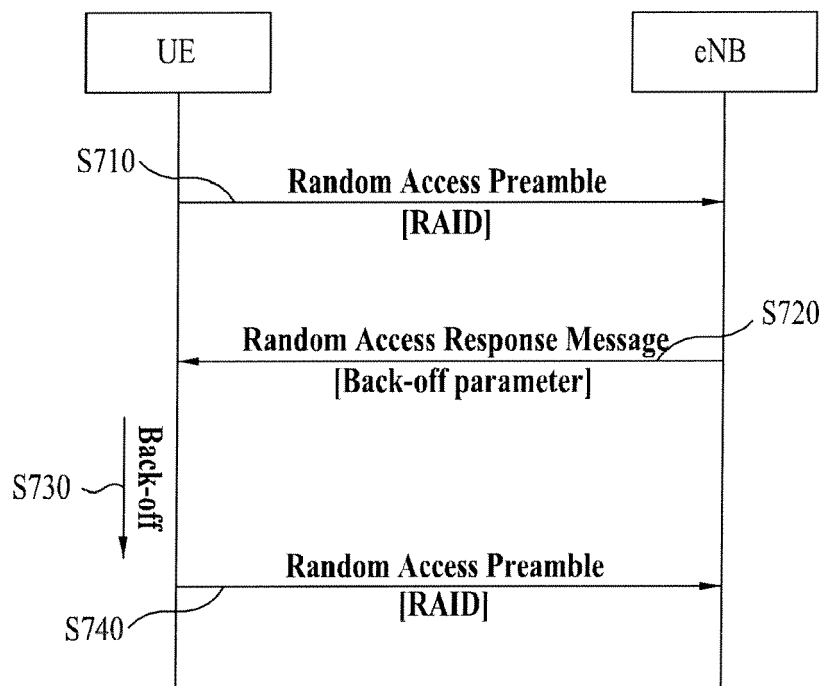 UE
eNB
S710
Random Access Preamble
[RAID]
S720
Random Access Response Message
[Back-off parameter]
S730
Back-off
Random Access Preamble
[RAID]
S740